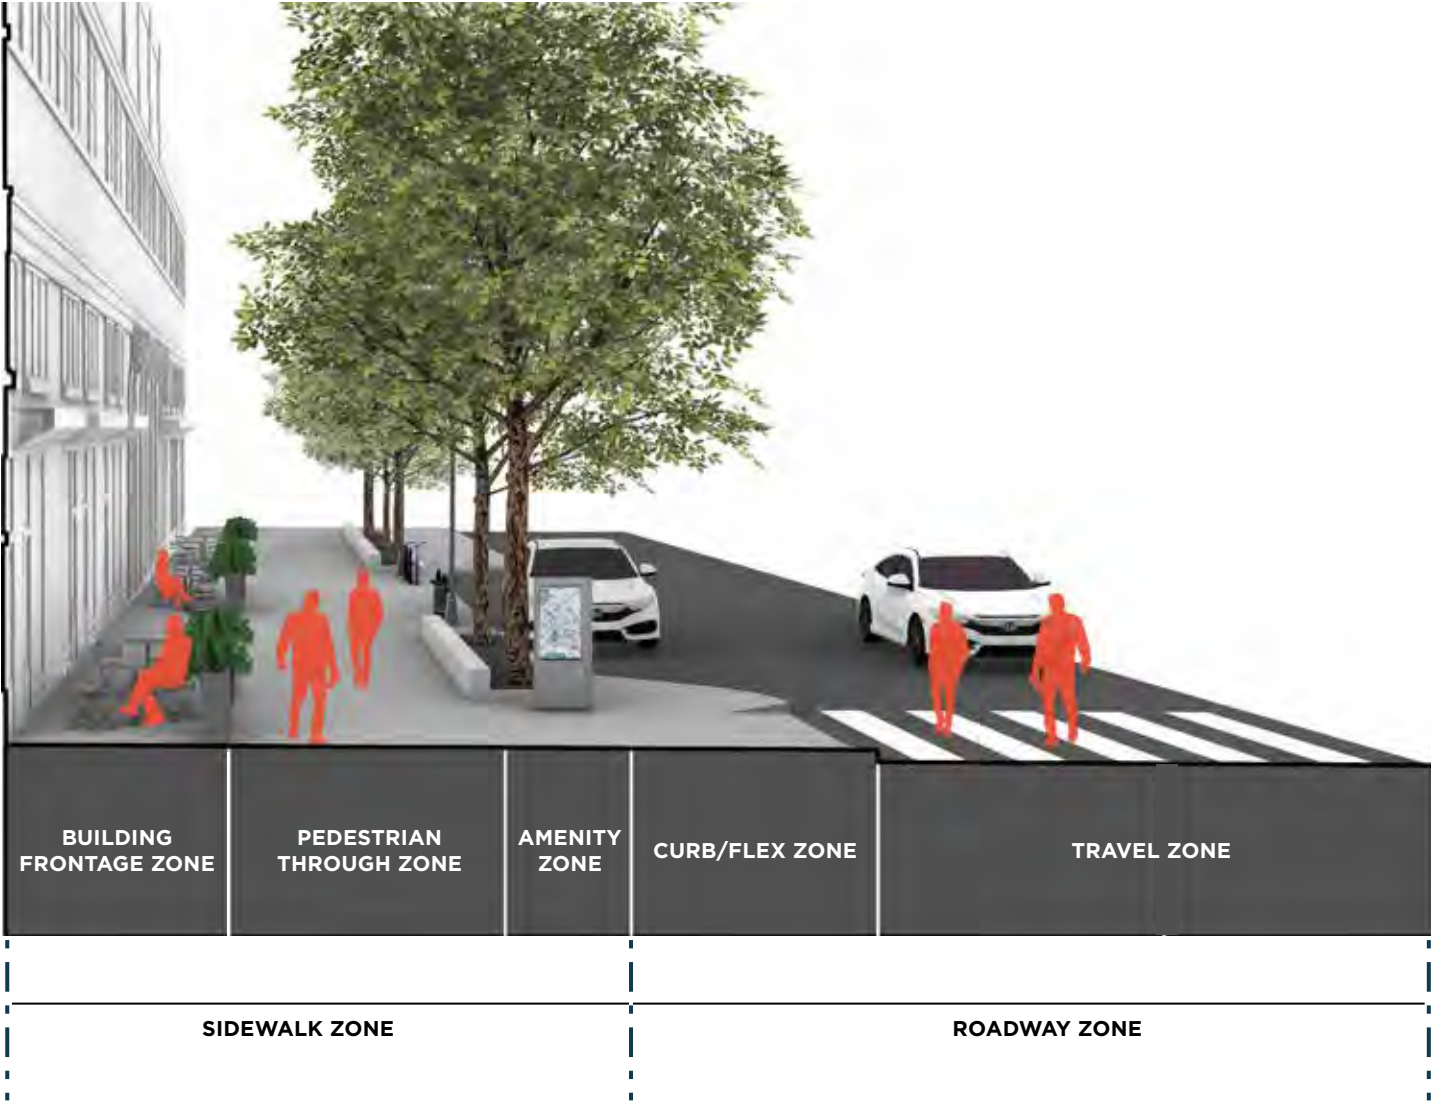 BUILDING
FRONTAGE ZONE
PEDESTRIAN
THROUGH ZONE
AMENITY
ZONE
CURB/FLEX ZONE
TRAVEL ZONE
SIDEWALK ZONE
ROADWAY ZONE